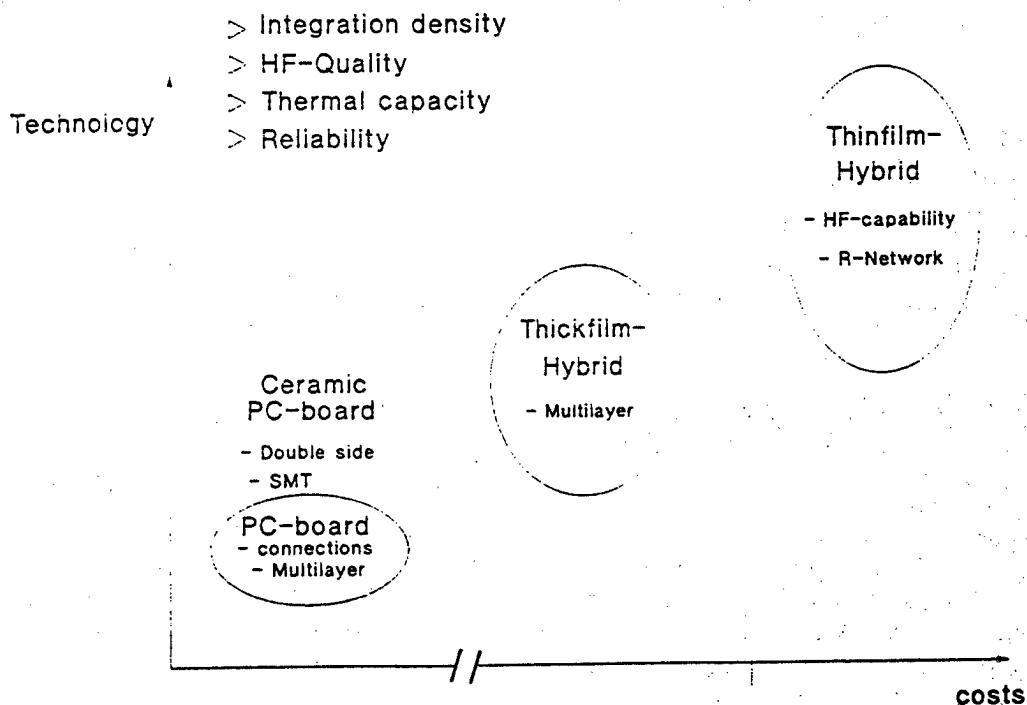 > Integration density
> HF-Quality
> Thermal capacity
> Reliability
Technoicgy
Thinfilm-
Hybrid
- HF-capability
- R-Network
Thickfilm-
Hybrid
- Multilayer
Ceramic
PC-board
- Double side
- SMT
PC-board
- connections
- Multilayer
costs